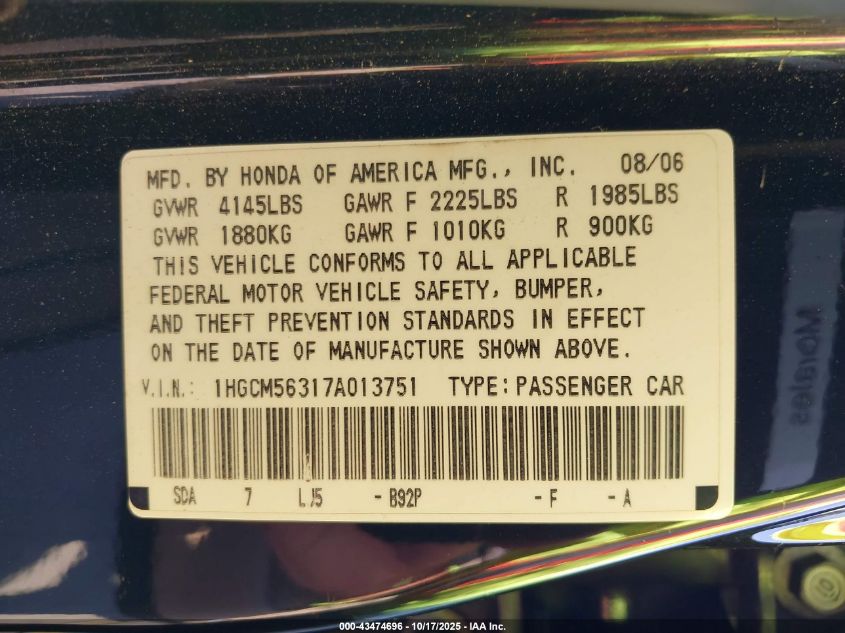 MFD. BY HONDA OF AMERICA MFG., INC. 08/06
GVWR 4145LBS GAWR F 2225LBS R 1985LBS
GVWR 1880KG GAWR F 1010KG R 900KG
THIS VEHICLE CONFORMS TO ALL APPLICABLE
FEDERAL MOTOR VEHICLE SAFETY, BUMPER,
AND THEFT PREVENTION STANDARDS IN EFFECT
ON THE DATE OF MANUFACTURE SHOWN ABOVE.
V.I.N.: 1HGCM56317A013751 TYPE: PASSENGER CAR
SDA 7 LJ5 - B92P - F - A
Morales
000-43474696 - 10/17/2025 - IAA Inc.